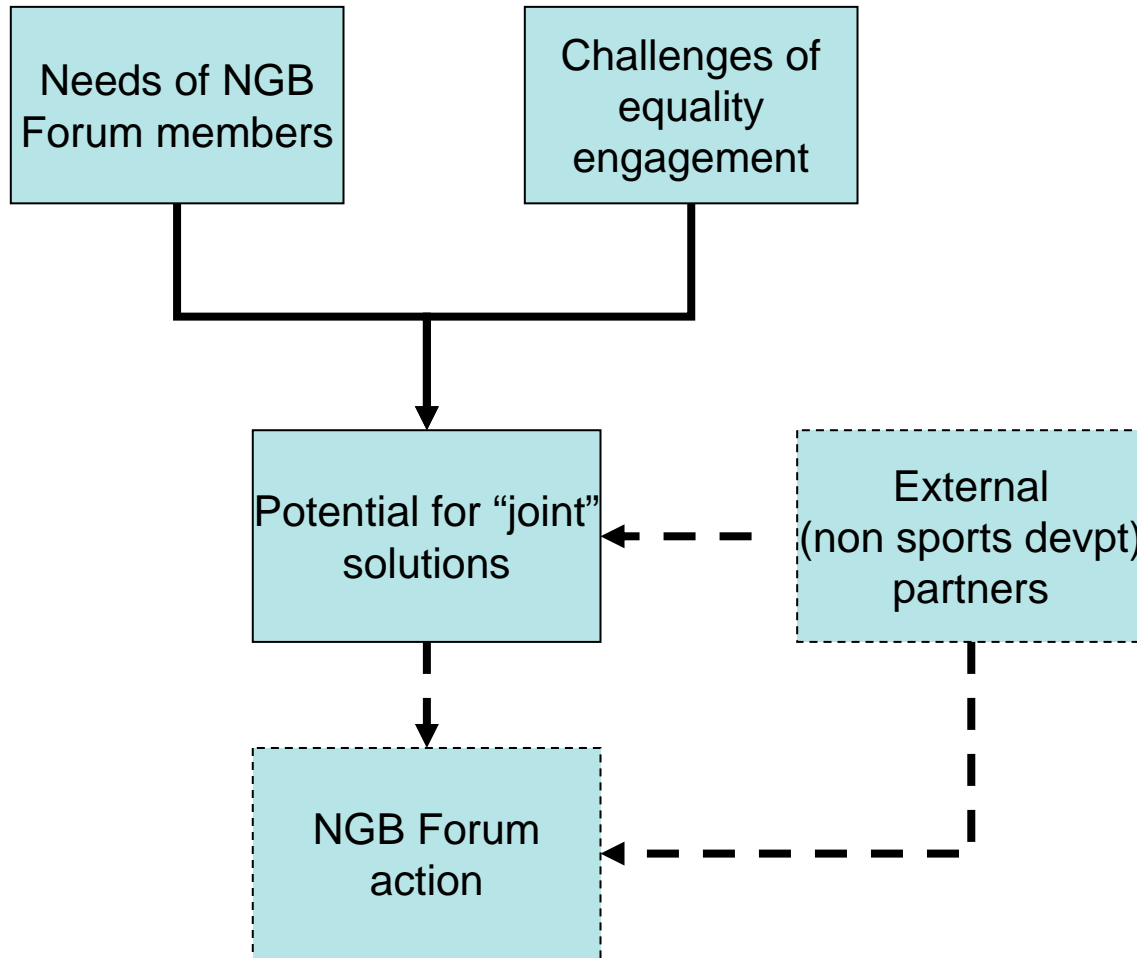 Needs of NGB
Forum members
Challenges of
equality
engagement
Potential for “joint”
solutions
External
(non sports devpt)
partners
NGB Forum
action